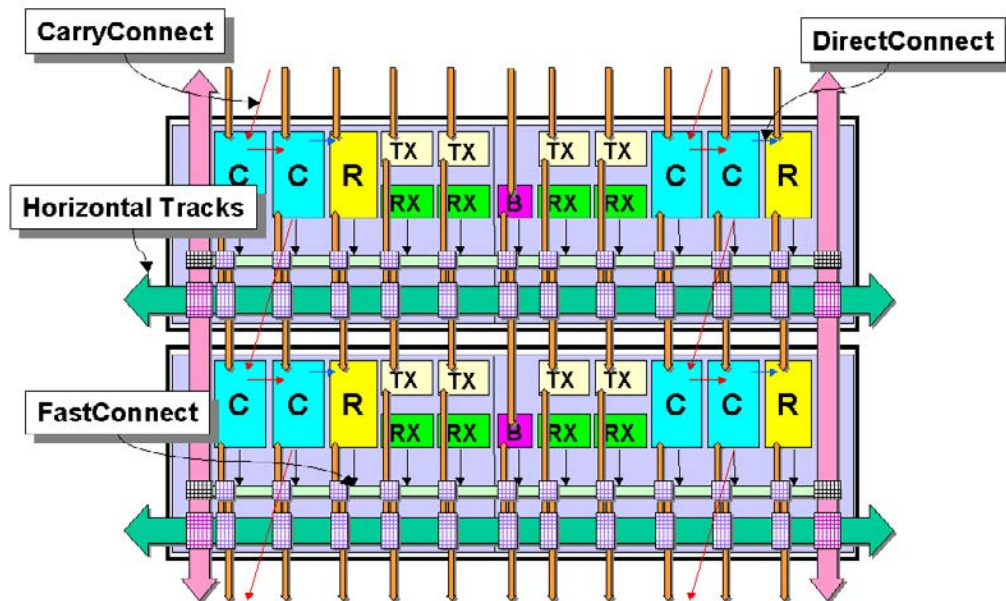 CarryConnect
DirectConnect
C C R TX TX TX TX C C R
RX RX B RX RX
Horizontal Tracks
C C R TX TX TX TX C C R
RX RX B RX RX
FastConnect